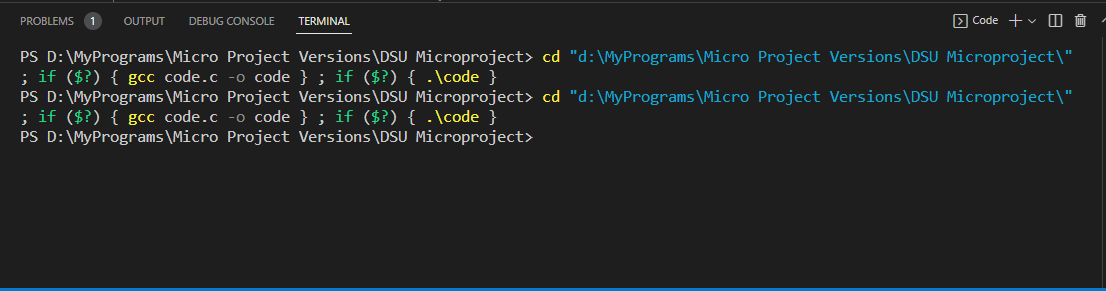 PROBLEMS 1 OUTPUT DEBUG CONSOLE TERMINAL Code
PS D:\MyPrograms\Micro Project Versions\DSU Microproject> cd "d:\MyPrograms\Micro Project Versions\DSU Microproject\"
; if ($?) { gcc code.c -o code } ; if ($?) { .\code }
PS D:\MyPrograms\Micro Project Versions\DSU Microproject> cd "d:\MyPrograms\Micro Project Versions\DSU Microproject\"
; if ($?) { gcc code.c -o code } ; if ($?) { .\code }
PS D:\MyPrograms\Micro Project Versions\DSU Microproject>